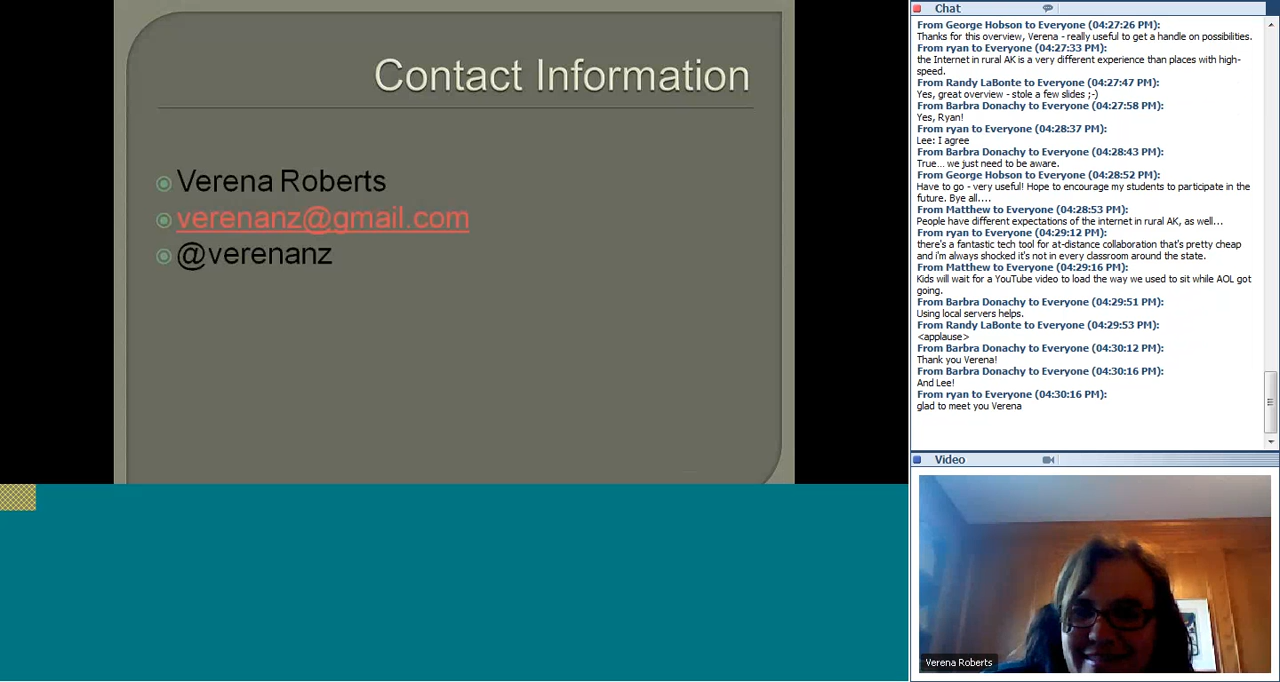 Contact Information
Verena Roberts
verenanz@gmail.com
@verenanz
Chat
From George Hobson to Everyone (04:27:26 PM):
Thanks for this overview, Verena - really useful to get a handle on possibilities.
From ryan to Everyone (04:27:33 PM):
the Internet in rural AK is a very different experience than places with high-
speed.
From Randy LaBonte to Everyone (04:27:47 PM):
Yes, great overview - stole a few slides ;-)
From Barbra Donachy to Everyone (04:27:58 PM):
Yes, Ryan!
From ryan to Everyone (04:28:37 PM):
Lee: I agree
From Barbra Donachy to Everyone (04:28:43 PM):
True... we just need to be aware.
From George Hobson to Everyone (04:28:52 PM):
Have to go - very useful! Hope to encourage my students to participate in the
future. Bye all....
From Matthew to Everyone (04:28:53 PM):
People have different expectations of the internet in rural AK, as well...
From ryan to Everyone (04:29:12 PM):
there's a fantastic tech tool for at-distance collaboration that's pretty cheap
and i'm always shocked it's not in every classroom around the state.
From Matthew to Everyone (04:29:16 PM):
Kids will wait for a YouTube video to load the way we used to sit while AOL got
going.
From Barbra Donachy to Everyone (04:29:51 PM):
Using local servers helps.
From Randy LaBonte to Everyone (04:29:53 PM):
<applause>
From Barbra Donachy to Everyone (04:30:12 PM):
Thank you Verena!
From Barbra Donachy to Everyone (04:30:16 PM):
And Lee!
From ryan to Everyone (04:30:16 PM):
glad to meet you Verena
Video
Verena Roberts